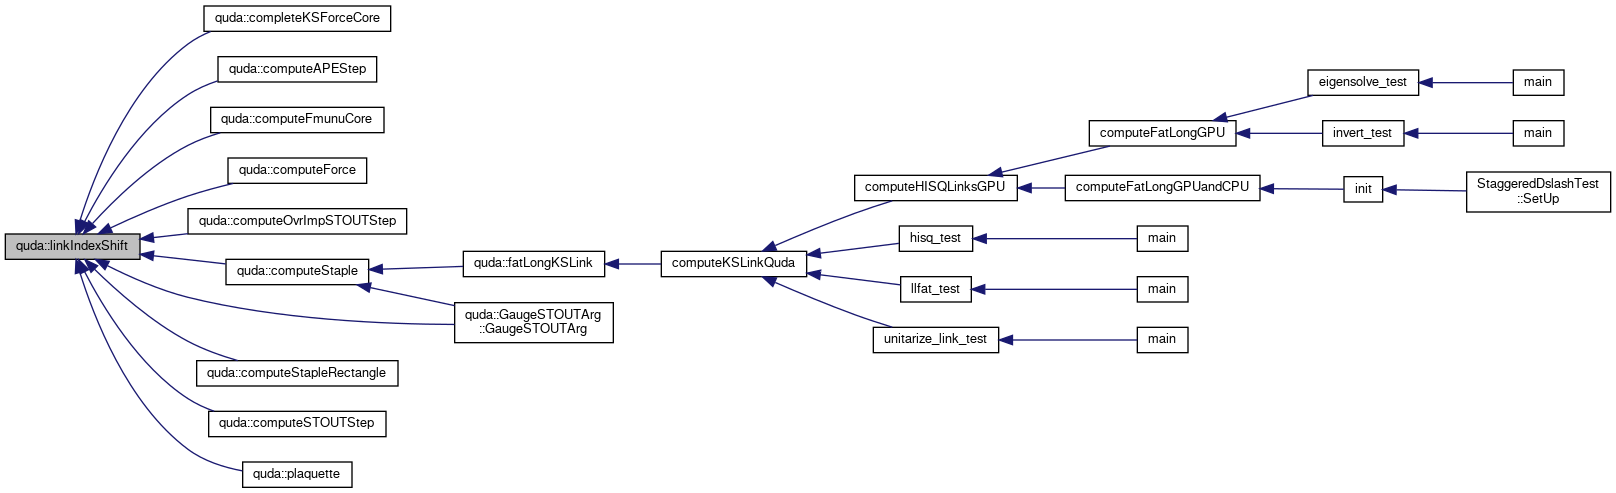 quda::completeKSForceCore
quda::computeAPEStep
quda::computeFmunuCore
quda::computeForce
quda::computeOvrImpSTOUTStep
quda::linkIndexShift
quda::computeStaple
quda::fatLongKSLink
quda::GaugeSTOUTArg
::GaugeSTOUTArg
quda::computeStapleRectangle
quda::computeSTOUTStep
quda::plaquette
computeKSLinkQuda
computeHISQLinksGPU
hisq_test
main
llfat_test
main
unitarize_link_test
main
computeFatLongGPU
computeFatLongGPUandCPU
eigensolve_test
main
invert_test
main
init
StaggeredDslashTest
::SetUp